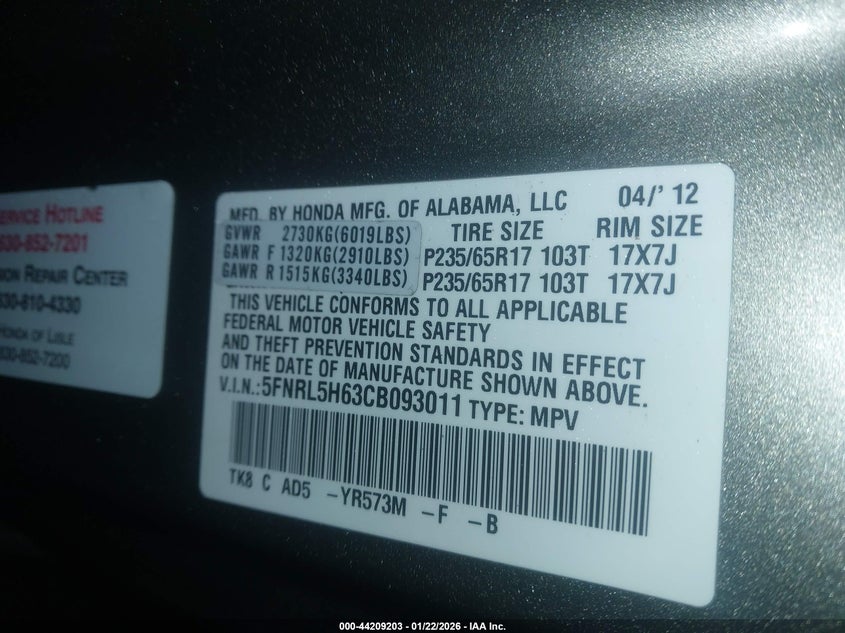 SERVICE HOTLINE
630-852-7201
REPAIR CENTER
630-810-4330
HONDA OF LISLE
630-852-7200
MFD. BY HONDA MFG. OF ALABAMA, LLC 04/' 12
GVWR 2730KG(6019LBS) TIRE SIZE RIM SIZE
GAWR F 1320KG(2910LBS) P235/65R17 103T 17X7J
GAWR R 1515KG(3340LBS) P235/65R17 103T 17X7J
THIS VEHICLE CONFORMS TO ALL APPLICABLE
FEDERAL MOTOR VEHICLE SAFETY
AND THEFT PREVENTION STANDARDS IN EFFECT
ON THE DATE OF MANUFACTURE SHOWN ABOVE.
V.I.N.:5FNRL5H63CB093011 TYPE: MPV
TK8 C AD5 -YR573M -F -B
000-44209203 - 01/22/2026 - IAA Inc.